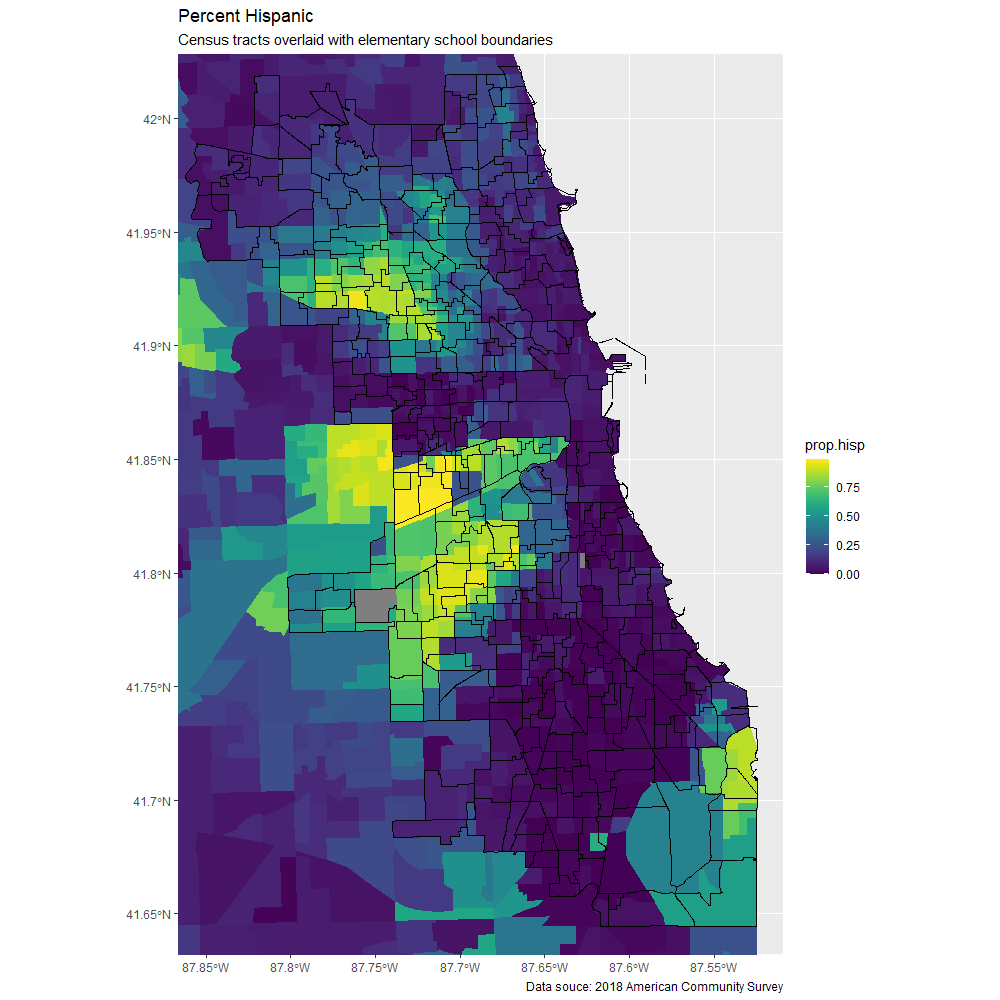 Percent Hispanic
Census tracts overlaid with elementary school boundaries
42°N
41.95°N
41.9°N
41.85°N
41.8°N
41.75°N
41.7°N
41.65°N
87.85°W
87.8°W
87.75°W
87.7°W
87.65°W
87.6°W
87.55°W
prop.hisp
0.75
0.50
0.25
0.00
Data souce: 2018 American Community Survey